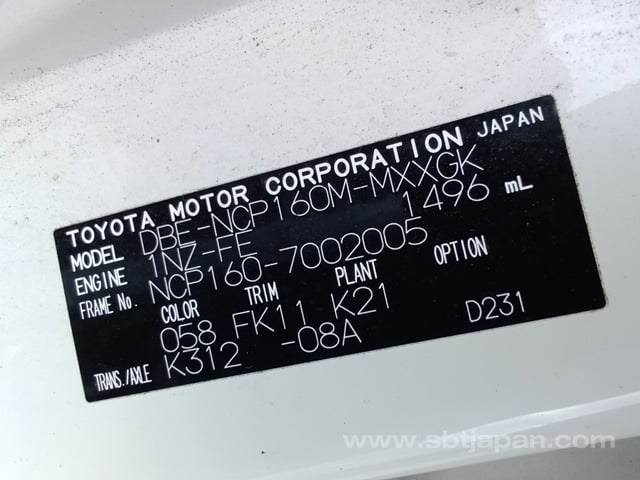 TOYOTA MOTOR CORPORATION JAPAN
MODEL DBE-NCP160M-MXXGK
ENGINE 1NZ-FE 1496 mL
FRAME No. NCP160-7002005
COLOR TRIM PLANT OPTION
058 FK11 K21
TRANS./AXLE K312 -08A D231
www.sbtjapan.com